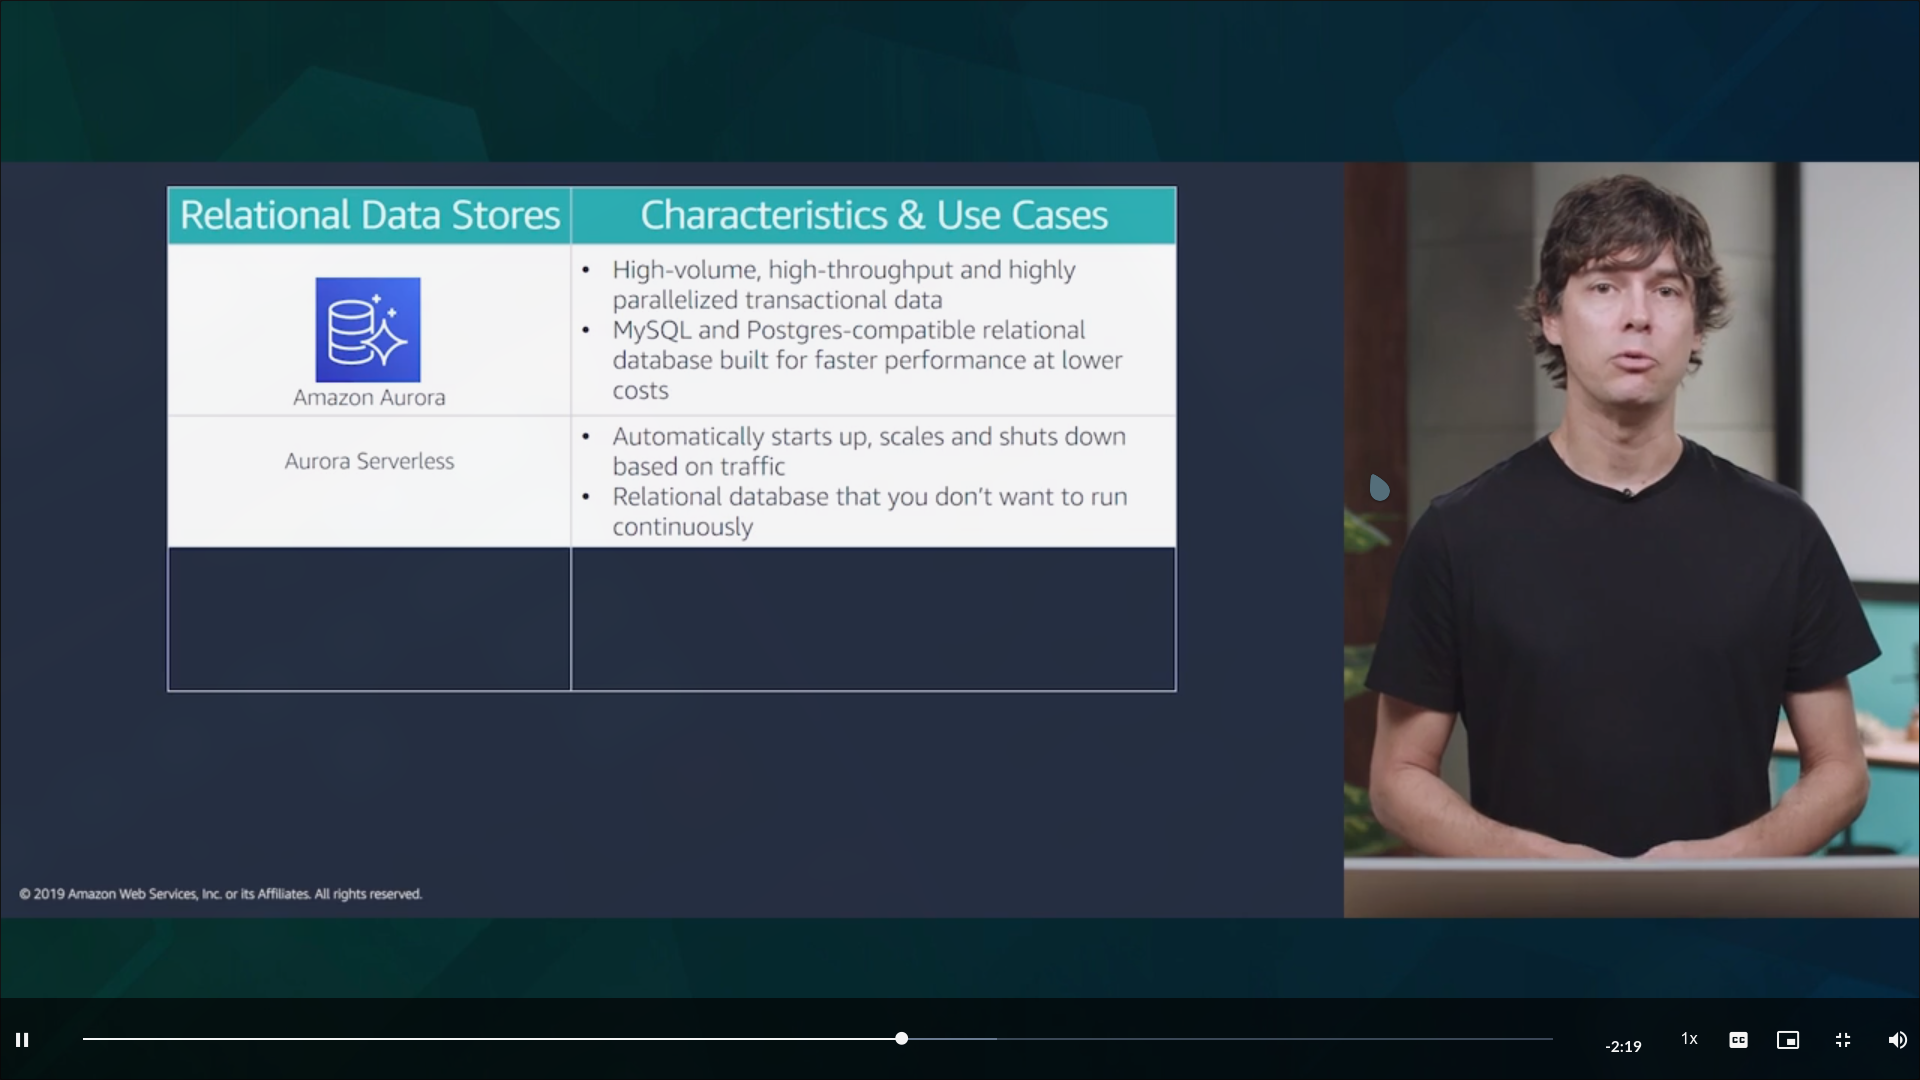 Relational Data Stores
Characteristics & Use Cases
• High-volume, high-throughput and highly
parallelized transactional data
• MySQL and Postgres-compatible relational
database built for faster performance at lower
costs
Amazon Aurora
• Automatically starts up, scales and shuts down
based on traffic
• Relational database that you don’t want to run
continuously
Aurora Serverless
© 2019 Amazon Web Services, Inc. or its Affiliates. All rights reserved.
-2:19
1x
CC